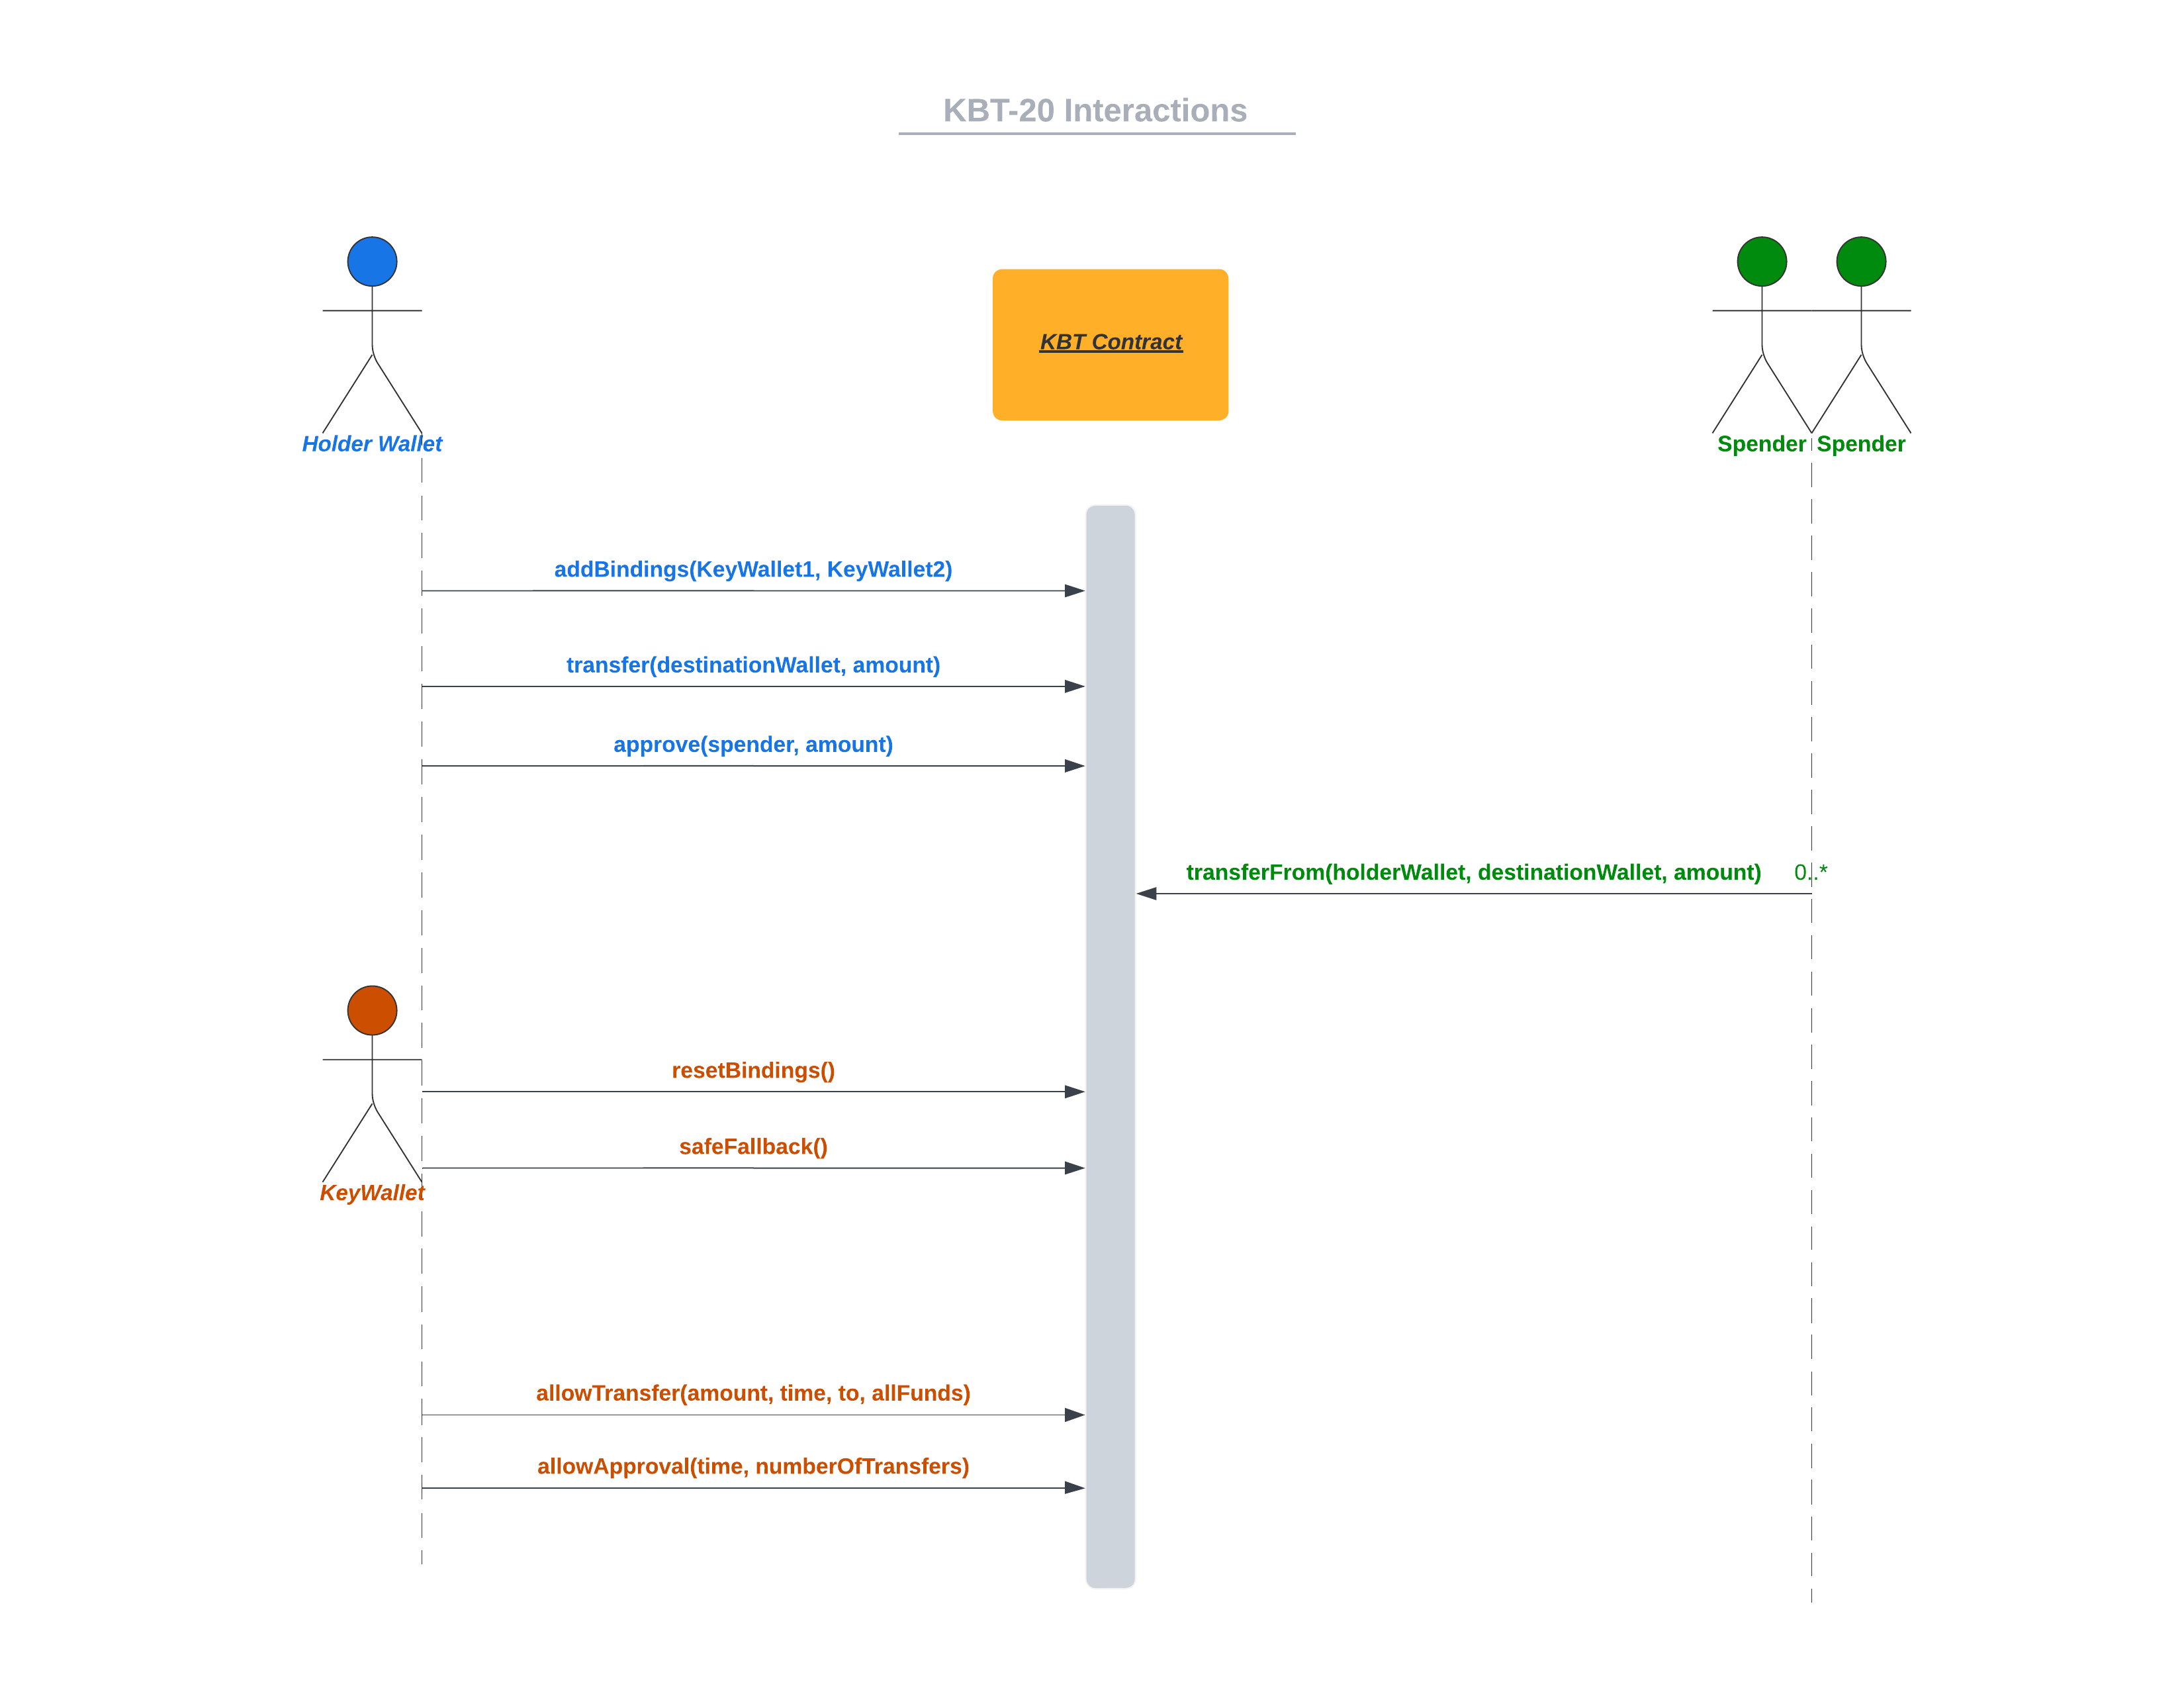 KBT-20 Interactions
KBT Contract
Holder Wallet
Spender
Spender
addBindings(KeyWallet1, KeyWallet2)
transfer(destinationWallet, amount)
approve(spender, amount)
transferFrom(holderWallet, destinationWallet, amount)
0..*
resetBindings()
safeFallback()
KeyWallet
allowTransfer(amount, time, to, allFunds)
allowApproval(time, numberOfTransfers)